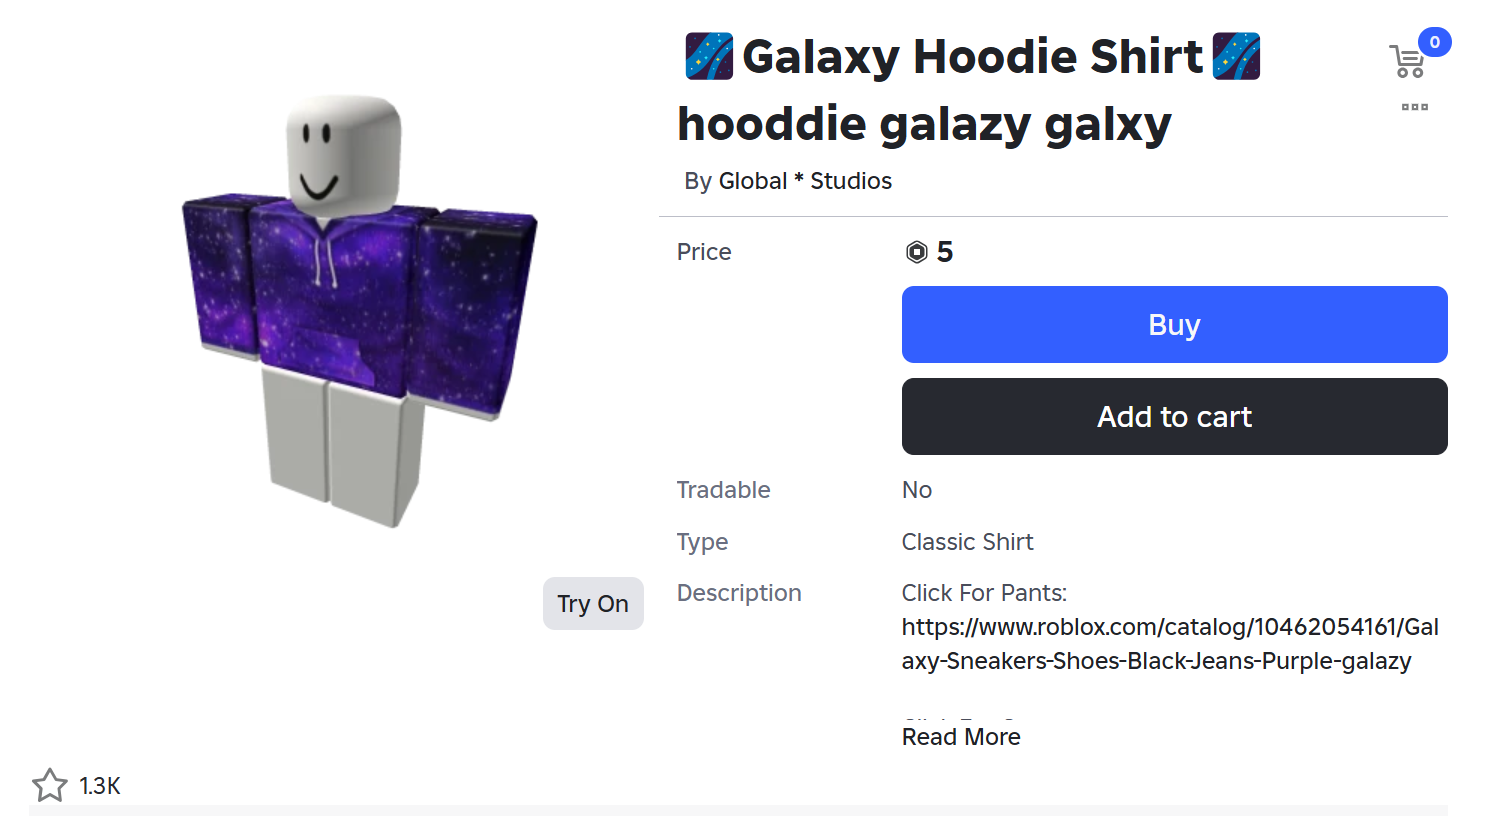 🌌Galaxy Hoodie Shirt🌌
hooddie galazy galxy
0
By Global * Studios
Price
5
Buy
Add to cart
Tradable
No
Type
Classic Shirt
Description
Click For Pants:
https://www.roblox.com/catalog/10462054161/Gal
axy-Sneakers-Shoes-Black-Jeans-Purple-galazy
Read More
Try On
1.3K